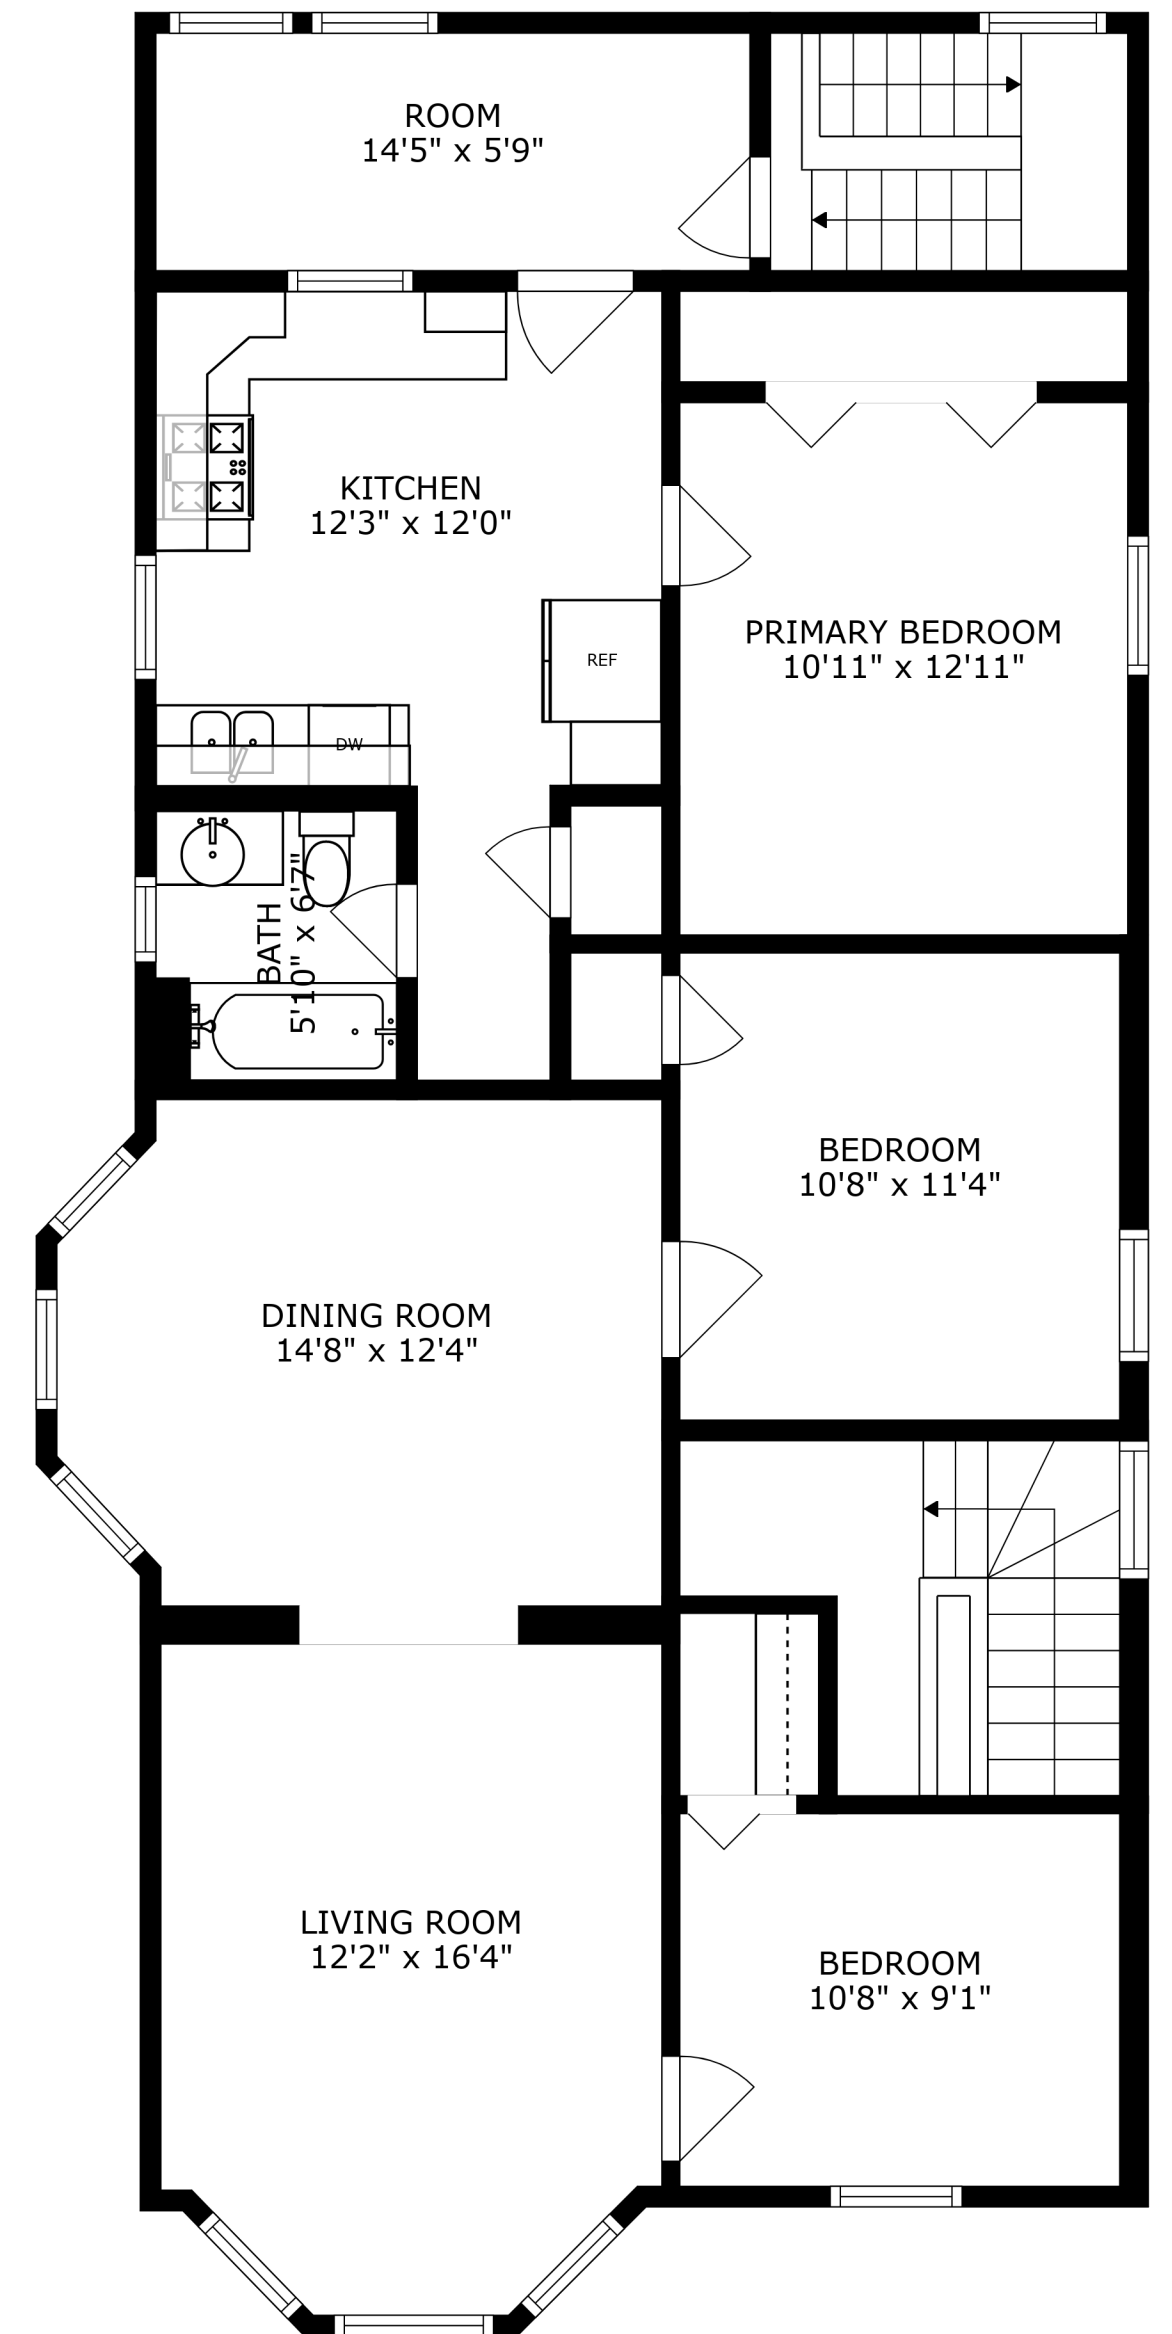 ROOM
14'5" x 5'9"
KITCHEN
12'3" x 12'0"
PRIMARY BEDROOM
10'11" x 12'11"
REF
DW
BATH
5'10" x 6'7"
BEDROOM
10'8" x 11'4"
DINING ROOM
14'8" x 12'4"
LIVING ROOM
12'2" x 16'4"
BEDROOM
10'8" x 9'1"